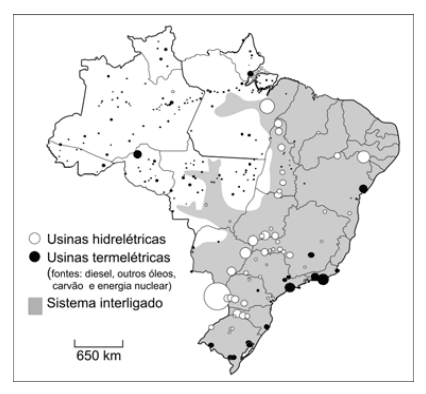 Usinas hidrelétricas
Usinas termelétricas
(fontes: diesel, outros óleos,
carvão e energia nuclear)
Sistema interligado
650 km